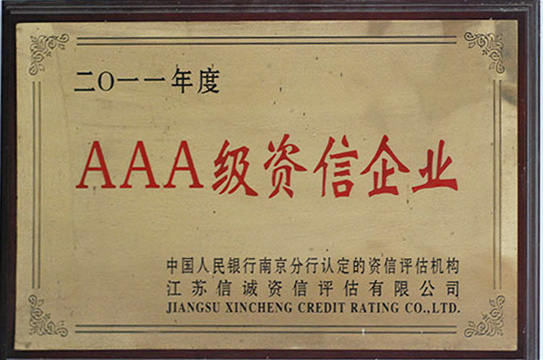 二〇一一年度
AAA级资信企业
中国人民银行南京分行认定的资信评估机构
江苏信诚资信评估有限公司
JIANGSU XINCHENG CREDIT RATING CO.,LTD.